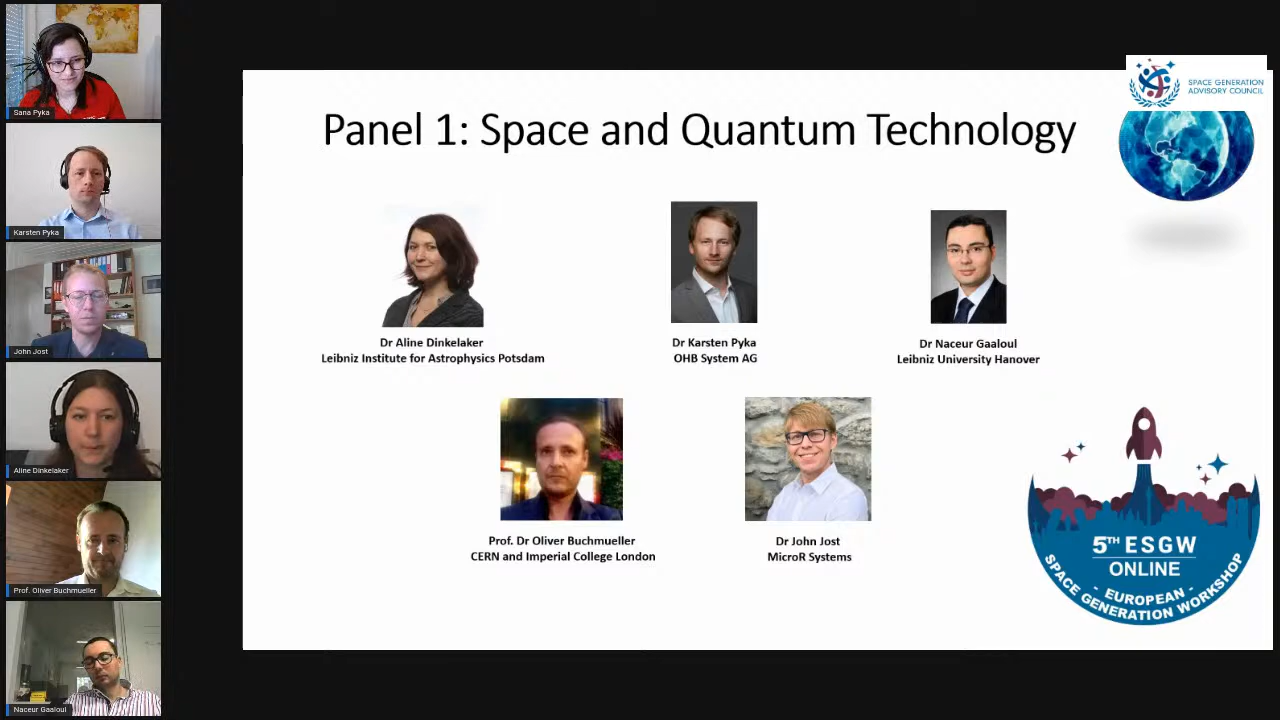 Sana Pyka
Karsten Pyka
John Jost
Aline Dinkelaker
Prof. Oliver Buchmueller
Naceur Gaaloul
SPACE GENERATION
ADVISORY COUNCIL
Panel 1: Space and Quantum Technology
Dr Aline Dinkelaker
Leibniz Institute for Astrophysics Potsdam
Dr Karsten Pyka
OHB System AG
Dr Naceur Gaaloul
Leibniz University Hanover
Prof. Dr Oliver Buchmueller
CERN and Imperial College London
Dr John Jost
MicroR Systems
5TH ESGW
ONLINE
- EUROPEAN -
SPACE GENERATION WORKSHOP